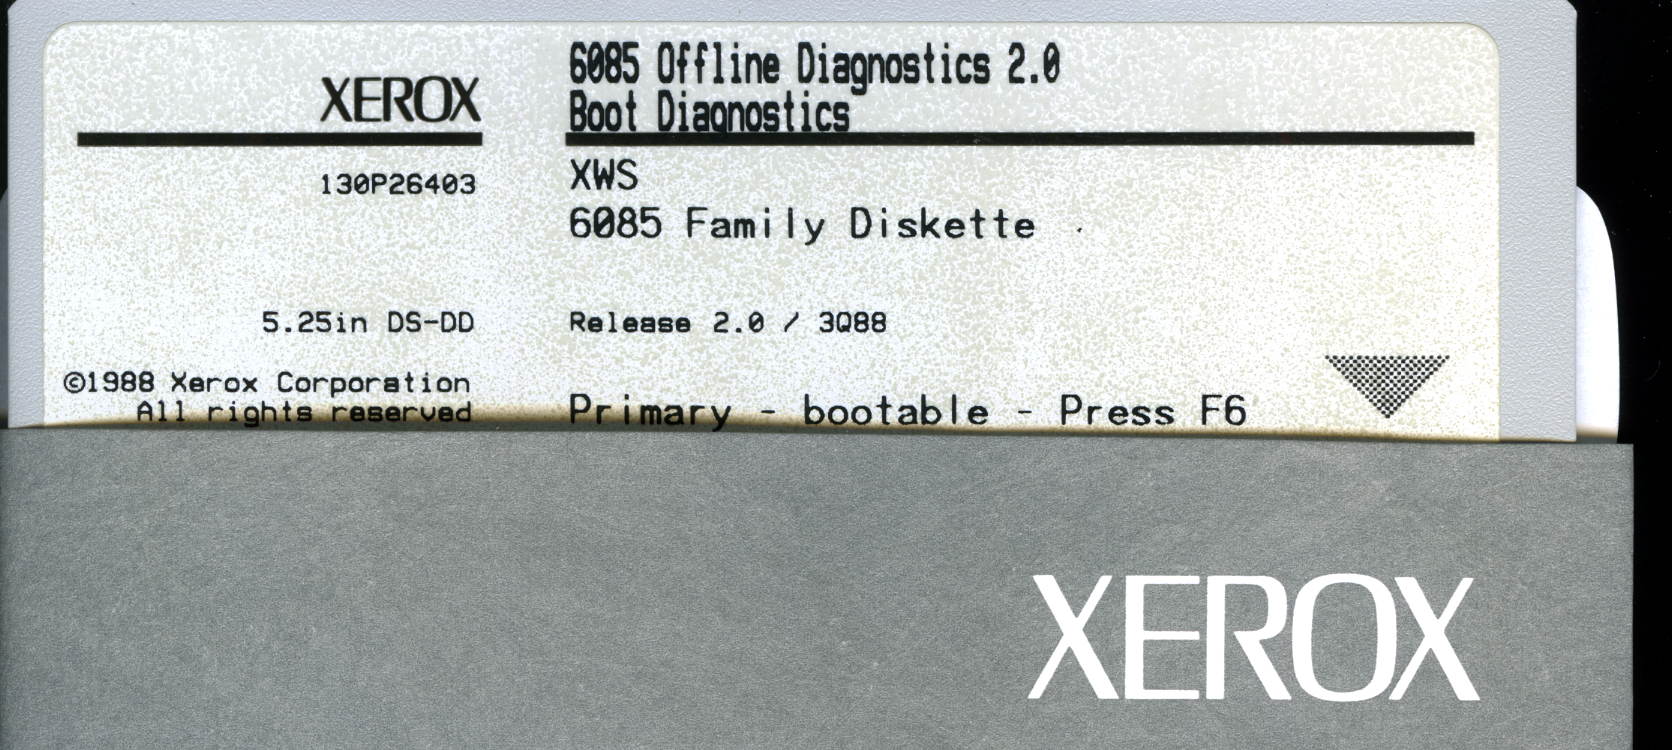 XEROX
130P26403
5.25in DS-DD
©1988 Xerox Corporation
All rights reserved
6085 Offline Diagnostics 2.0
Boot Diagnostics
XWS
6085 Family Diskette
Release 2.0 / 3Q88
Primary - bootable - Press F6
XEROX